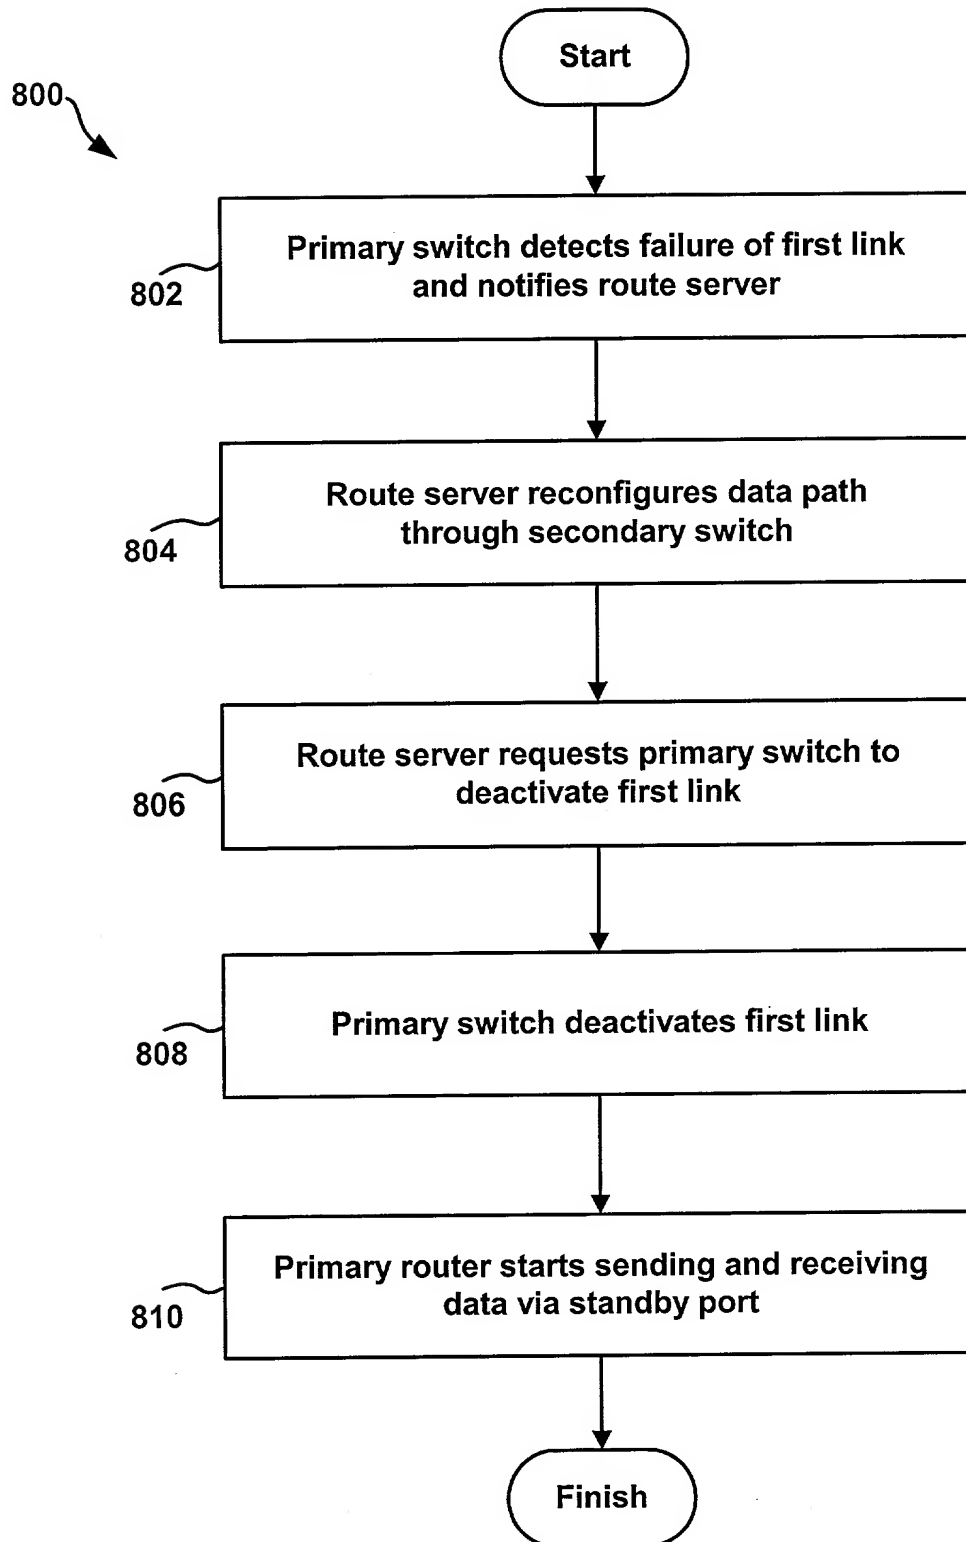 Start
800
Primary switch detects failure of first link
and notifies route server
802
Route server reconfigures data path
through secondary switch
804
Route server requests primary switch to
deactivate first link
806
Primary switch deactivates first link
808
Primary router starts sending and receiving
data via standby port
810
Finish